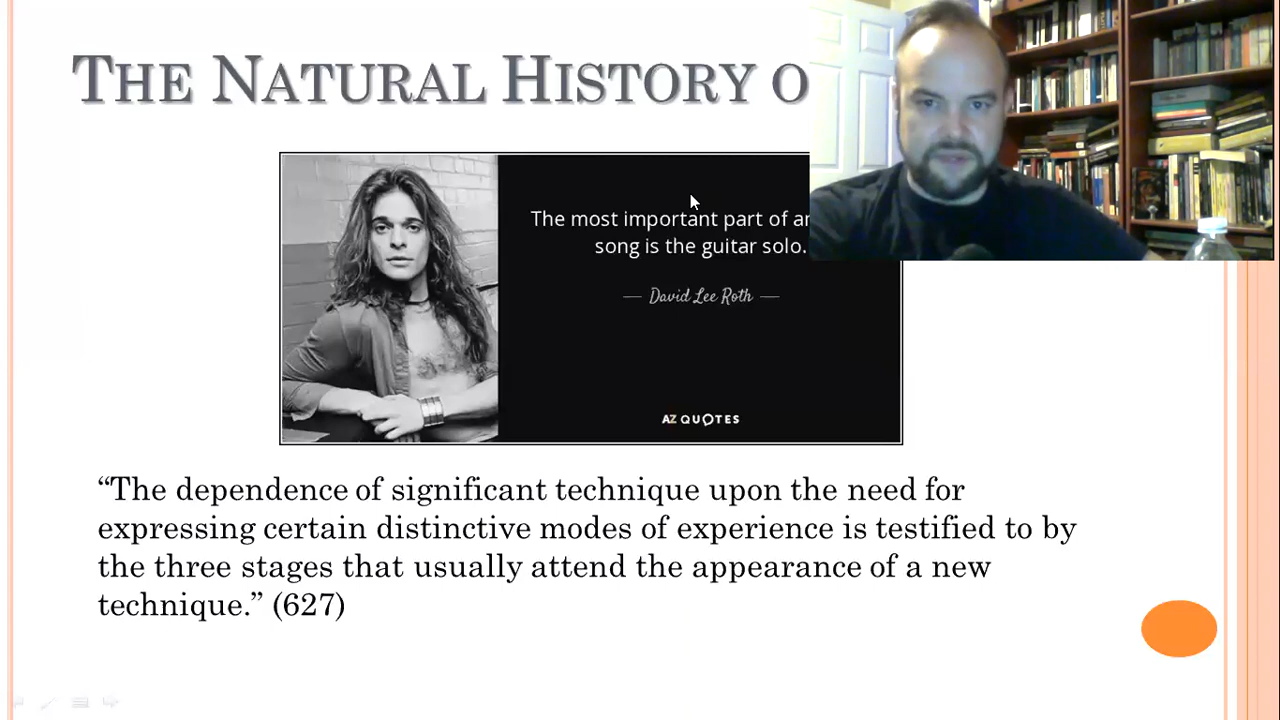 THE NATURAL HISTORY O
The most important part of
song is the guitar solo.
— David Lee Roth —
AZ QUOTES
“The dependence of significant technique upon the need for
expressing certain distinctive modes of experience is testified to by
the three stages that usually attend the appearance of a new
technique.” (627)